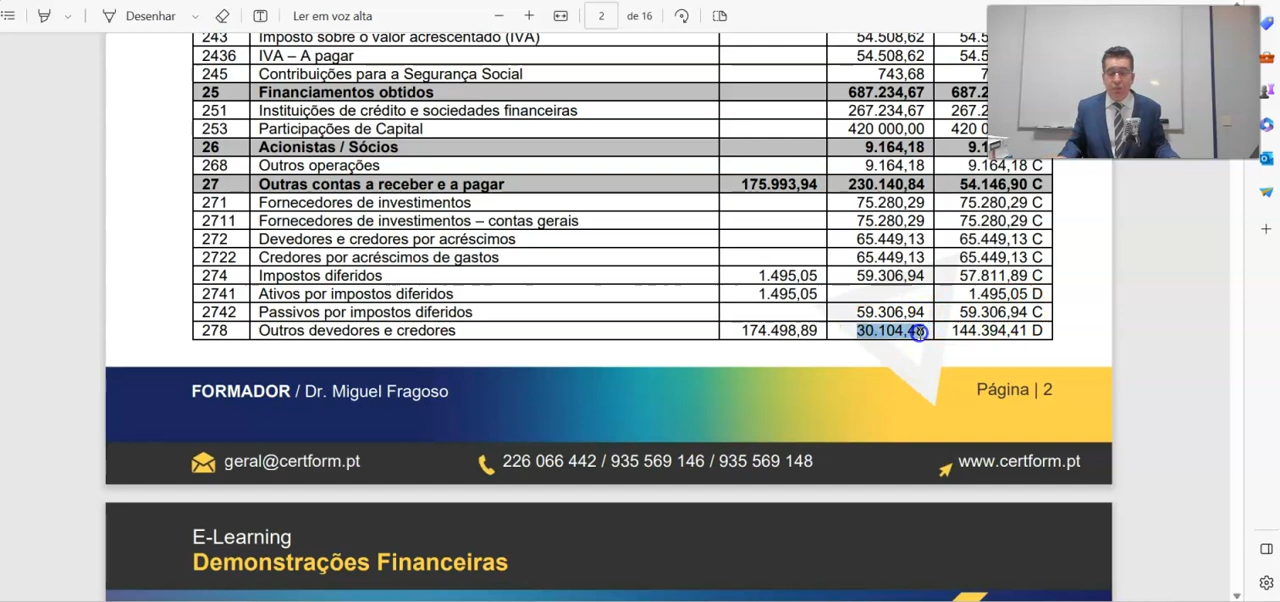 Desenhar
Ler em voz alta
2 de 16
243 Imposto sobre o valor acrescentado (IVA) 54.508,62
2436 IVA – A pagar 54.508,62
245 Contribuições para a Segurança Social 743,68
25 Financiamentos obtidos 687.234,67
251 Instituições de crédito e sociedades financeiras 267.234,67
253 Participações de Capital 420 000,00
26 Acionistas / Sócios 9.164,18
268 Outros operações 9.164,18 9.164,18 C
27 Outras contas a receber e a pagar 175.993,94 230.140,84 54.146,90 C
271 Fornecedores de investimentos 75.280,29 75.280,29 C
2711 Fornecedores de investimentos – contas gerais 75.280,29 75.280,29 C
272 Devedores e credores por acréscimos 65.449,13 65.449,13 C
2722 Credores por acréscimos de gastos 65.449,13 65.449,13 C
274 Impostos diferidos 1.495,05 59.306,94 57.811,89 C
2741 Ativos por impostos diferidos 1.495,05 1.495,05 D
2742 Passivos por impostos diferidos 59.306,94 59.306,94 C
278 Outros devedores e credores 174.498,89 30.104,48 144.394,41 D
FORMADOR / Dr. Miguel Fragoso
Página | 2
geral@certform.pt 226 066 442 / 935 569 146 / 935 569 148 www.certform.pt
E-Learning
Demonstrações Financeiras